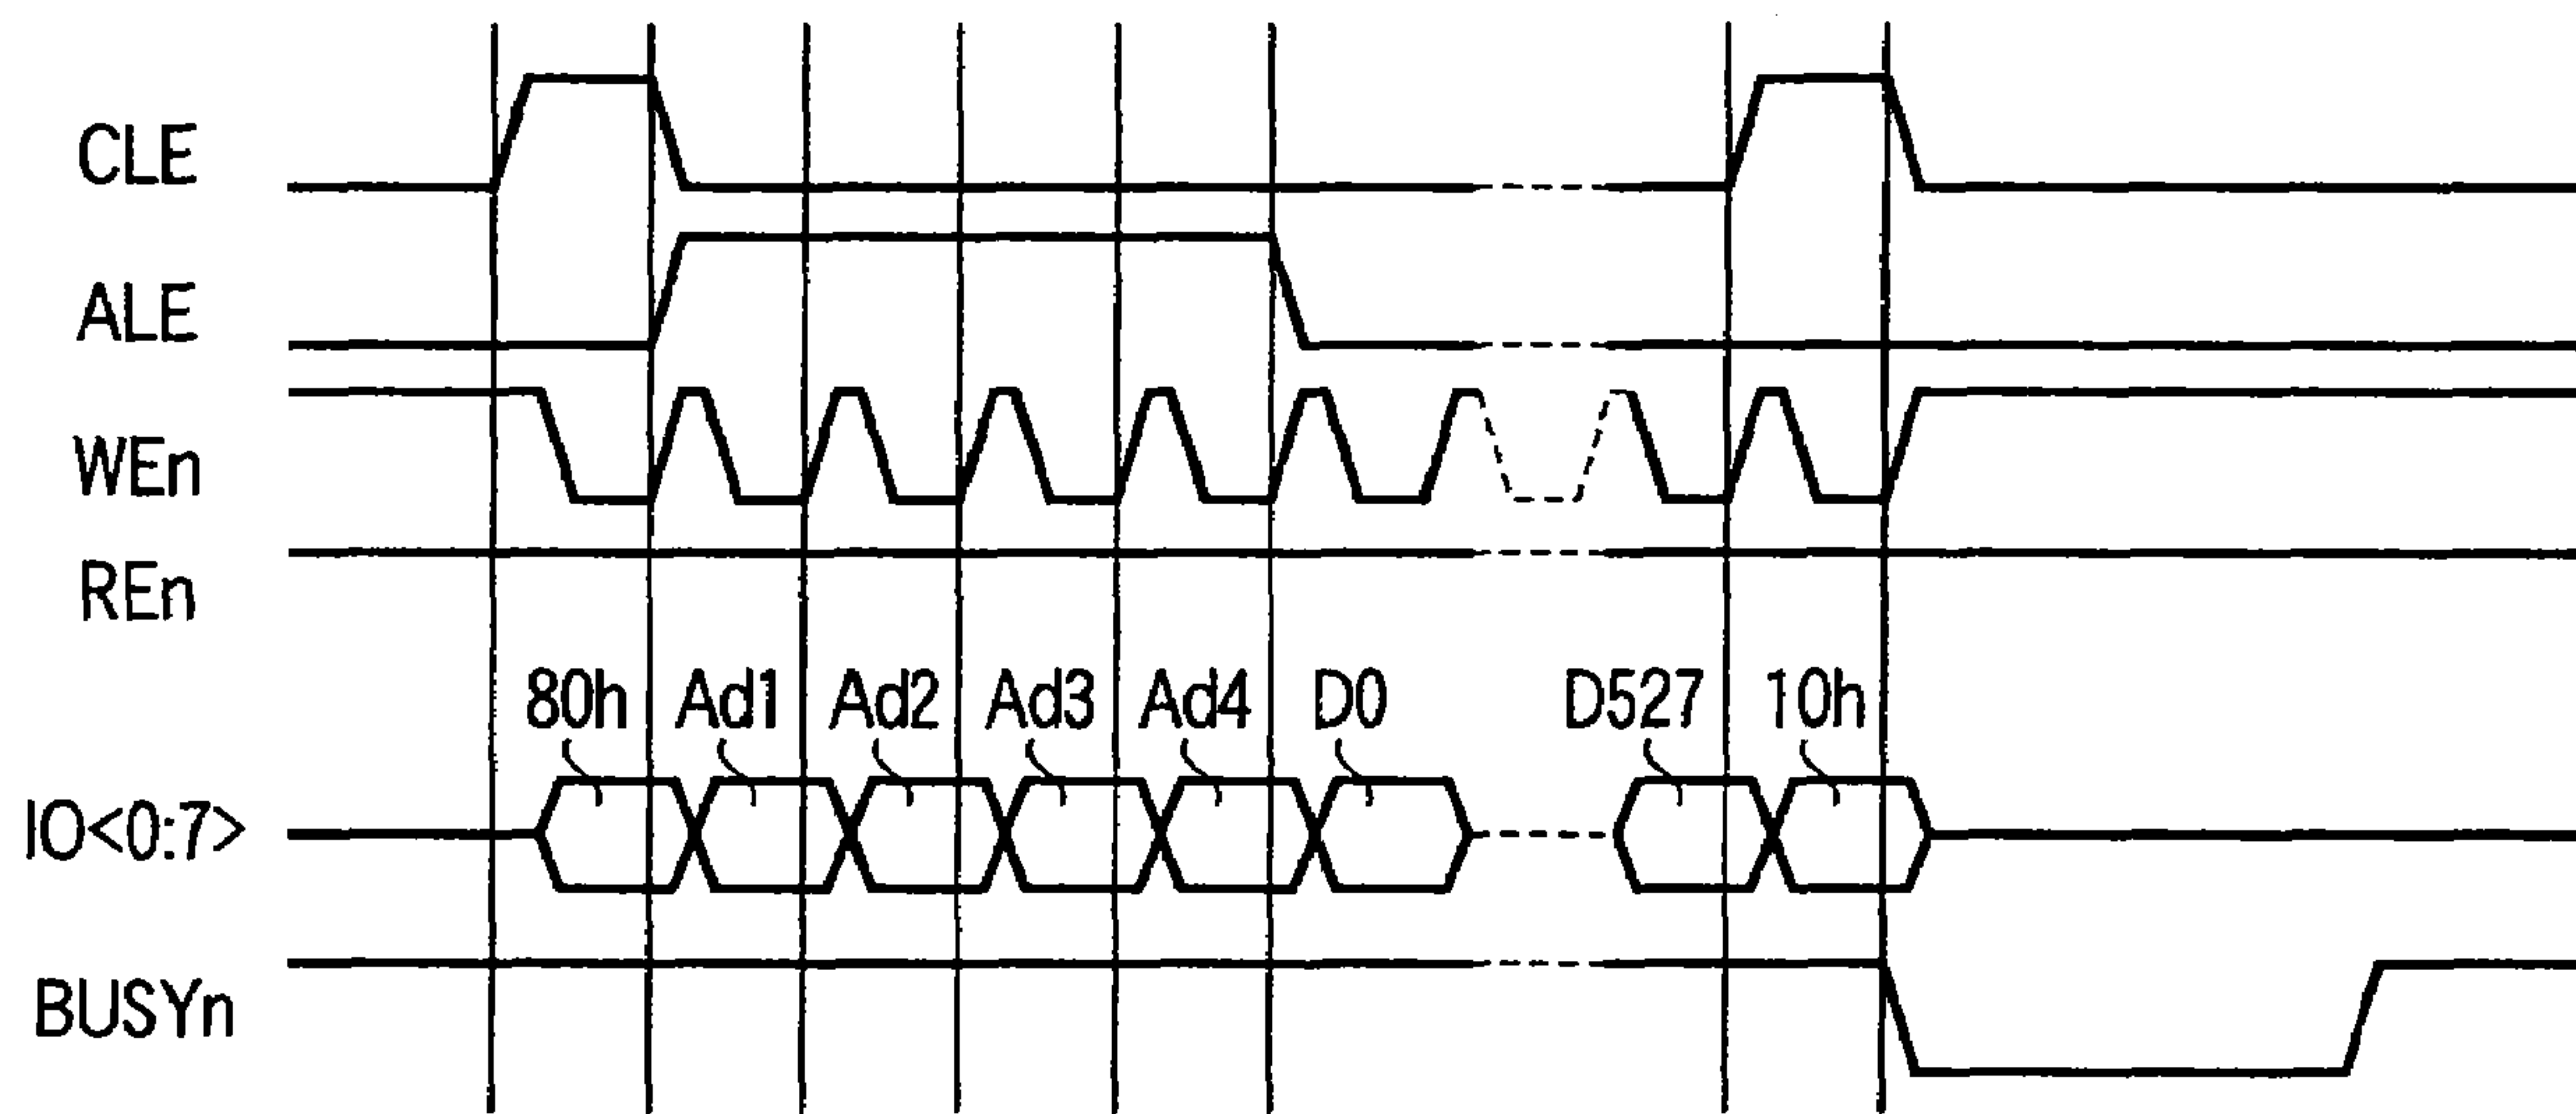 CLE
ALE
WEn
REn
80h Ad1 Ad2 Ad3 Ad4 D0 D527 10h
IO<0:7>
BUSYn